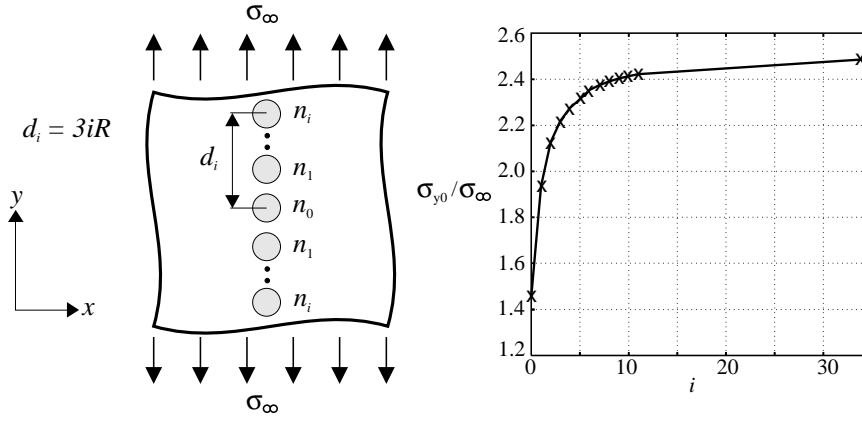 σ∞
d_i = 3iR
n_i
d_i
n_1
n_0
n_1
n_i
y
x
σ∞
σ_y0/σ∞
2.6
2.4
2.2
2.0
1.8
1.6
1.4
1.2
0
10
20
30
i